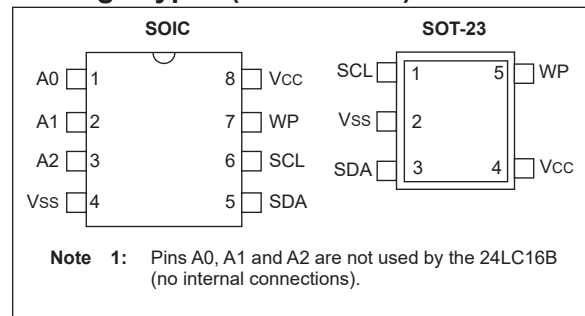 SOIC
A0 1 8 VCC
A1 2 7 WP
A2 3 6 SCL
VSS 4 5 SDA
SOT-23
SCL 1 5 WP
VSS 2
SDA 3 4 VCC
Note 1: Pins A0, A1 and A2 are not used by the 24LC16B
(no internal connections).